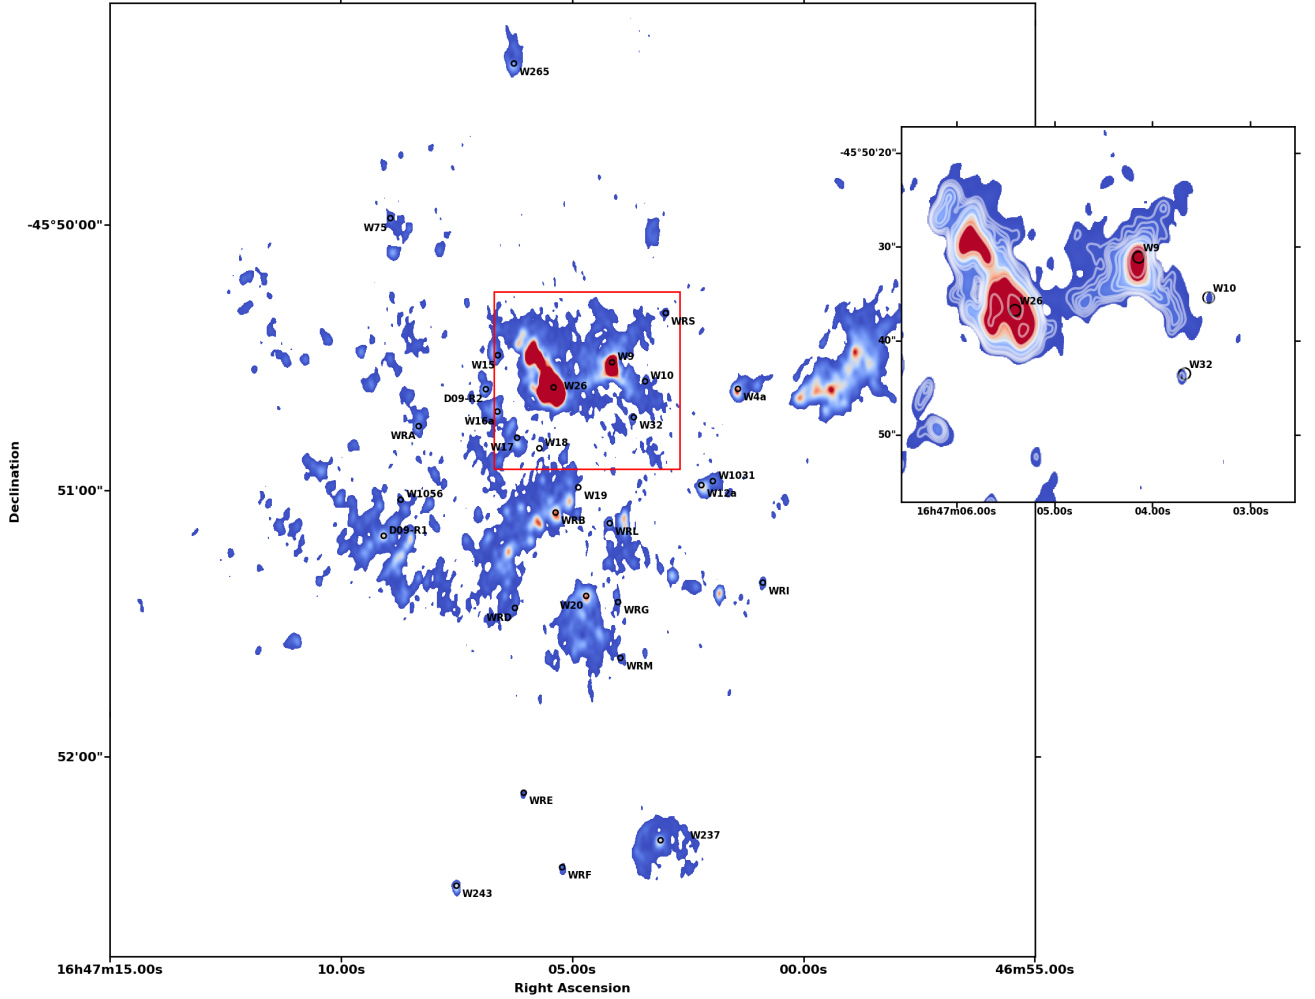 W265
-45°50'20"
W75
-45°50'00"
30"
W9
W26
W10
40"
W32
50"
16h47m06.00s
05.00s
04.00s
03.00s
WRS
W15
W9
W10
W26
D09-R2
W4a
W16a
W32
WRA
W17
W18
W1031
W12a
51'00"
W1056
W19
WRB
WRL
D09-R1
WRI
W20
WRG
WRD
WRM
52'00"
WRE
W237
WRF
W243
Declination
16h47m15.00s
10.00s
05.00s
00.00s
46m55.00s
Right Ascension